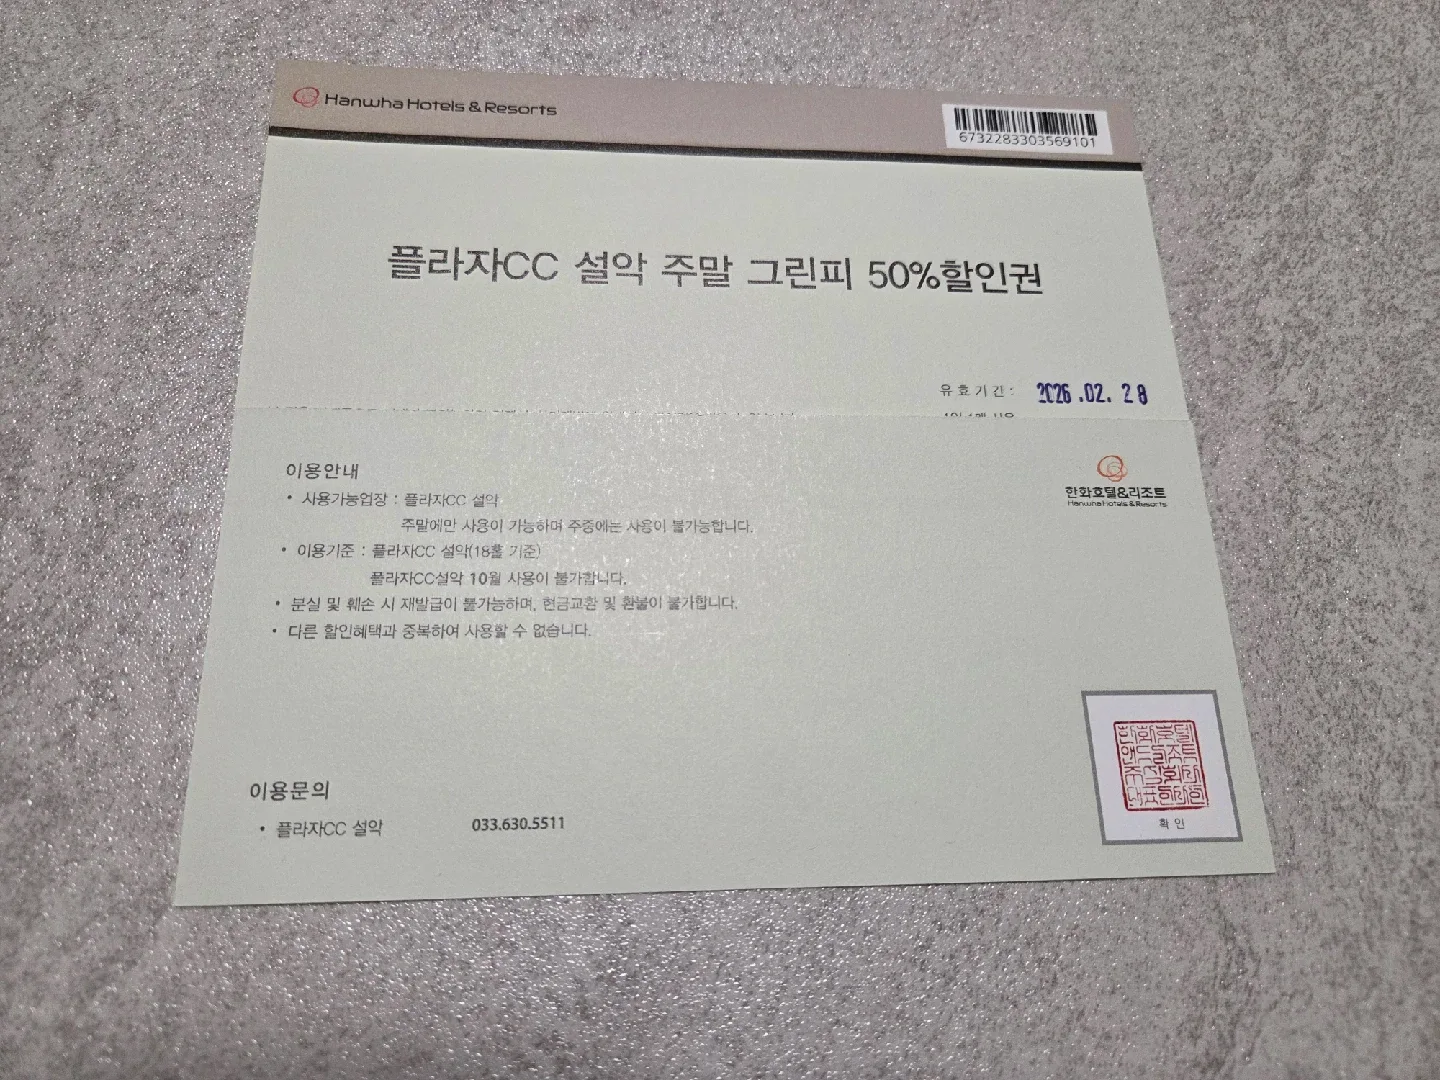 Hanwha Hotels & Resorts
6732283303569101
플라자CC 설악 주말 그린피 50%할인권
유효기간 : 2026.02.28
이용안내
• 사용가능업장 : 플라자CC 설악
주말에만 사용이 가능하며 주중에는 사용이 불가능합니다.
• 이용기준 : 플라자CC 설악(18홀 기준)
플라자CC설악 10월 사용이 불가합니다.
• 분실 및 훼손 시 재발급이 불가능하며, 현금교환 및 환불이 불가합니다.
• 다른 할인혜택과 중복하여 사용할 수 없습니다.
한화호텔&리조트
Hanwha Hotels & Resorts
이용문의
• 플라자CC 설악 033.630.5511
확인